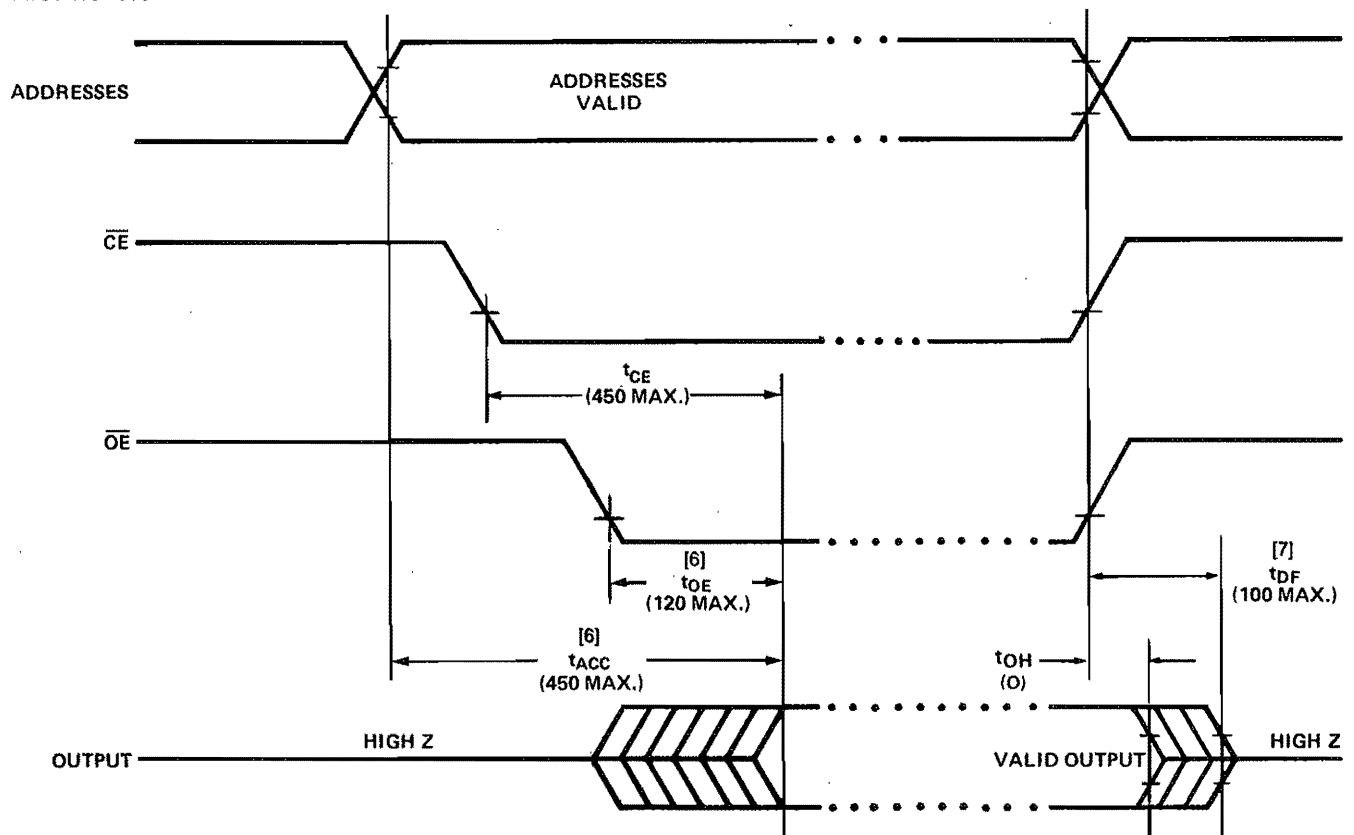 ADDRESSES
ADDRESSES
VALID
CE
tCE
(450 MAX.)
OE
[6]
tOE
(120 MAX.)
[7]
tDF
(100 MAX.)
[6]
tACC
(450 MAX.)
tOH
(O)
OUTPUT
HIGH Z
VALID OUTPUT
HIGH Z